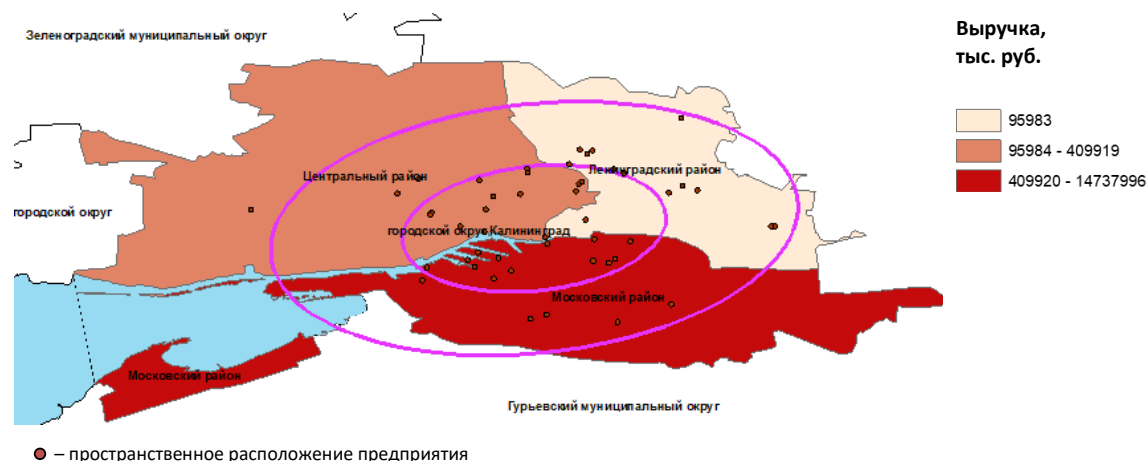 Зеленоградский муниципальный округ
Выручка,
тыс. руб.
95983
95984 - 409919
409920 - 14737996
Центральный район
Ленинградский район
городской округ
городской округ Калининград
Московский район
Московский район
Гурьевский муниципальный округ
– пространственное расположение предприятия